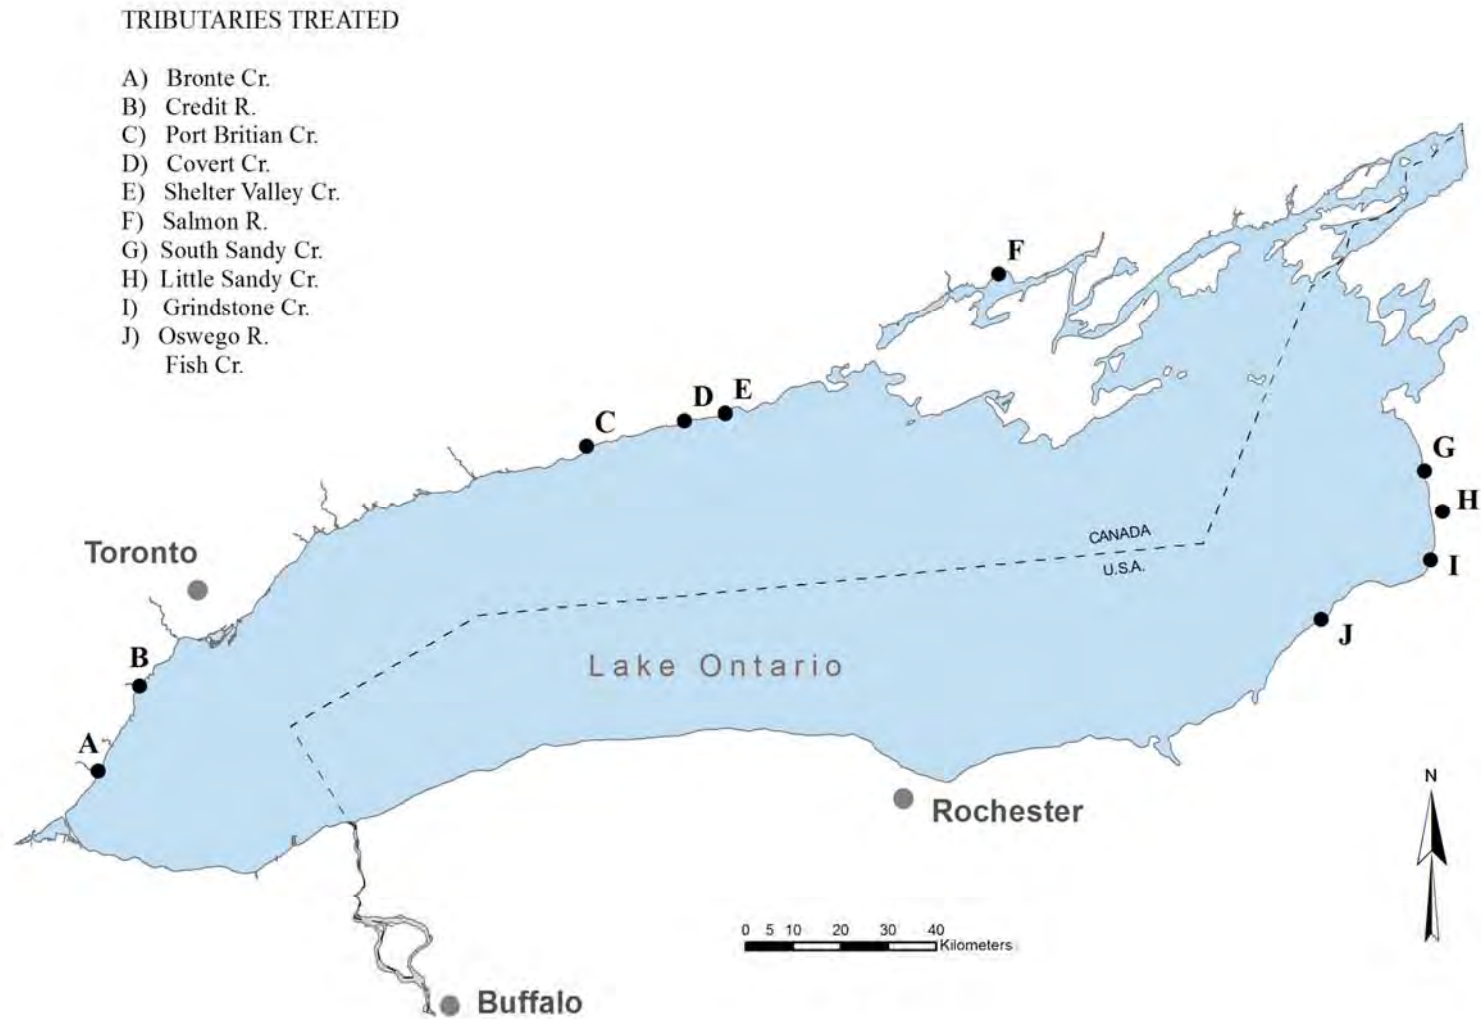 TRIBUTARIES TREATED
A) Bronte Cr.
B) Credit R.
C) Port Britian Cr.
D) Covert Cr.
E) Shelter Valley Cr.
F) Salmon R.
G) South Sandy Cr.
H) Little Sandy Cr.
I) Grindstone Cr.
J) Oswego R.
Fish Cr.
F
E
D
C
G
H
CANADA
U.S.A.
Toronto
I
J
B
Lake Ontario
A
N
Rochester
0 5 10 20 30 40
Kilometers
Buffalo